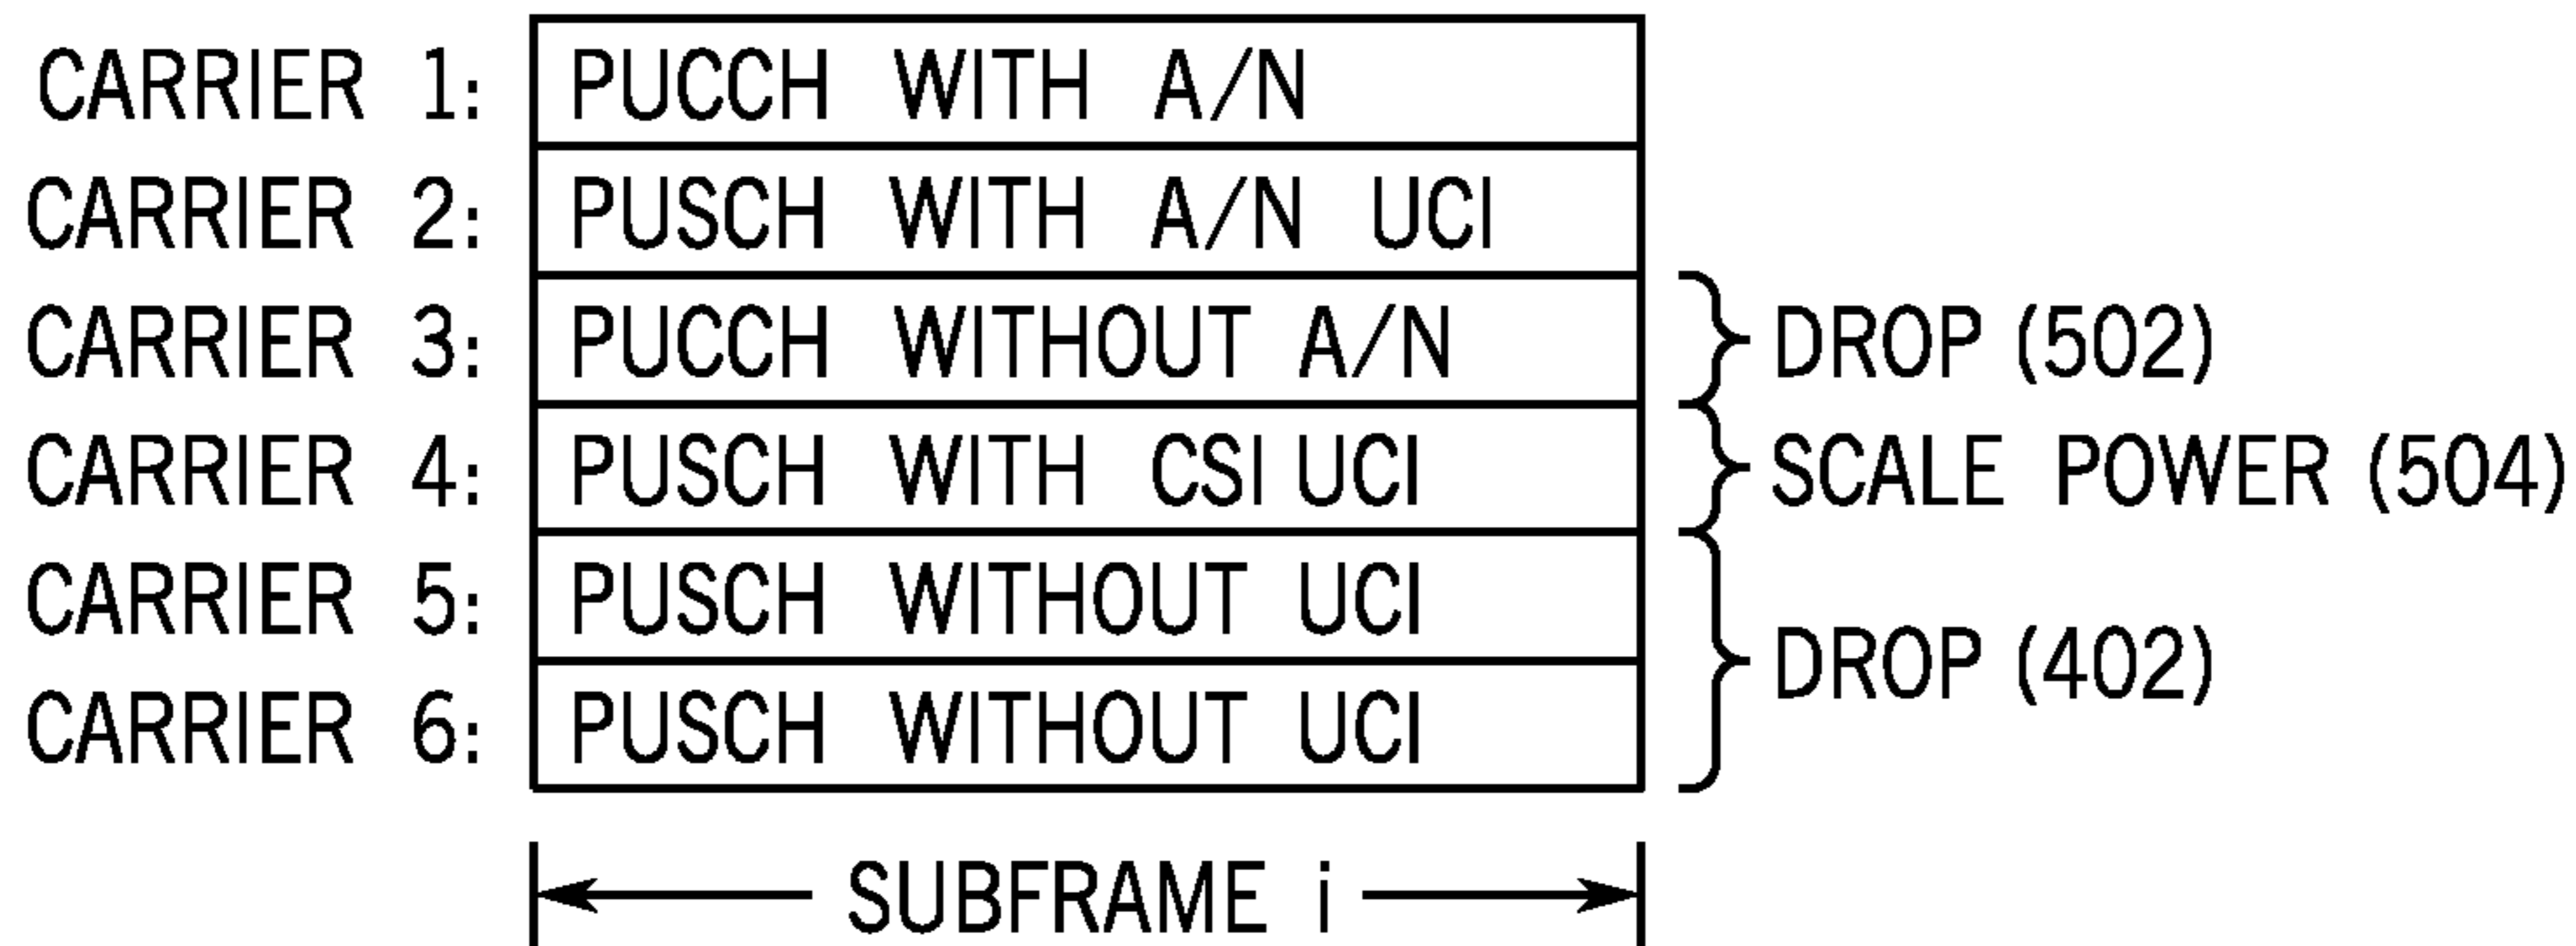 CARRIER 1: PUCCH WITH A/N
CARRIER 2: PUSCH WITH A/N UCI
CARRIER 3: PUCCH WITHOUT A/N DROP (502)
CARRIER 4: PUSCH WITH CSI UCI SCALE POWER (504)
CARRIER 5: PUSCH WITHOUT UCI
DROP (402)
CARRIER 6: PUSCH WITHOUT UCI
SUBFRAME i